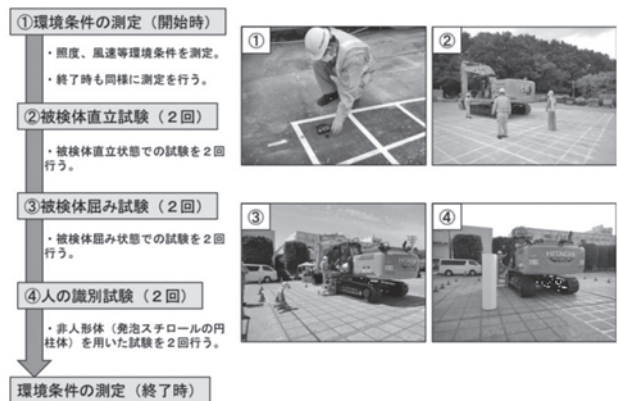 ①環境条件の測定（開始時）
・照度、風速等環境条件を測定。
・終了時も同様に測定を行う。
②被検体直立試験（２回）
・被検体直立状態での試験を２回
行う。
③被検体屈み試験（２回）
・被検体屈み状態での試験を２回
行う。
④人の識別試験（２回）
・非人形体（発泡スチロールの円
柱体）を用いた試験を２回行う。
環境条件の測定（終了時）
①
②
③
④
HITACHI